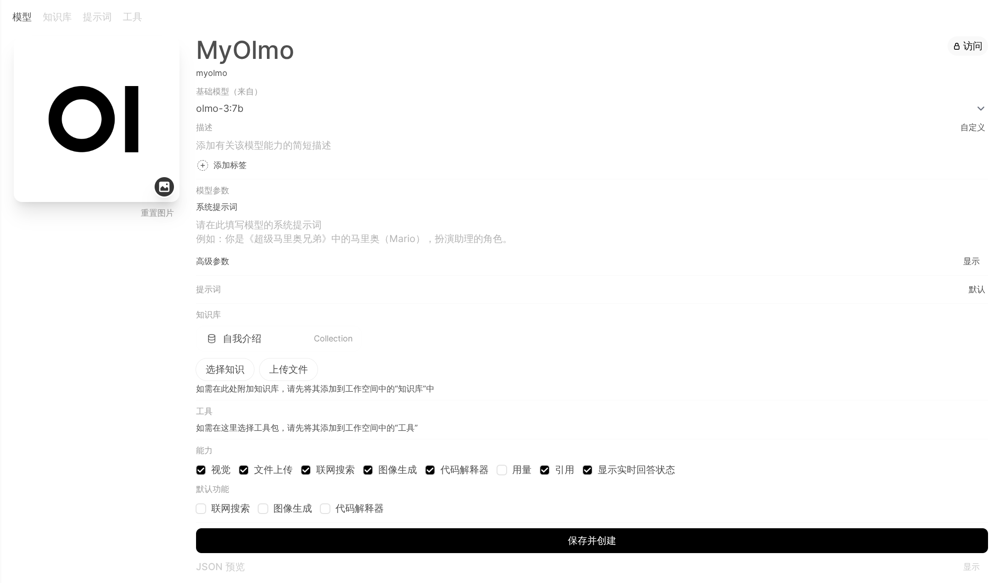 模型 知识库 提示词 工具
OI
MyOlmo
访问
myolmo
基础模型（来自）
olmo-3:7b
描述 自定义
添加有关该模型能力的简短描述
添加标签
模型参数
系统提示词
重置图片
请在此填写模型的系统提示词
例如：你是《超级马里奥兄弟》中的马里奥（Mario），扮演助理的角色。
高级参数 显示
提示词 默认
知识库
自我介绍 Collection
选择知识 上传文件
如需在此处附加知识库，请先将其添加到工作空间中的“知识库”中
工具
如需在这里选择工具包，请先将其添加到工作空间中的“工具”
能力
视觉 文件上传 联网搜索 图像生成 代码解释器 用量 引用 显示实时回答状态
默认功能
联网搜索 图像生成 代码解释器
保存并创建
JSON 预览 显示